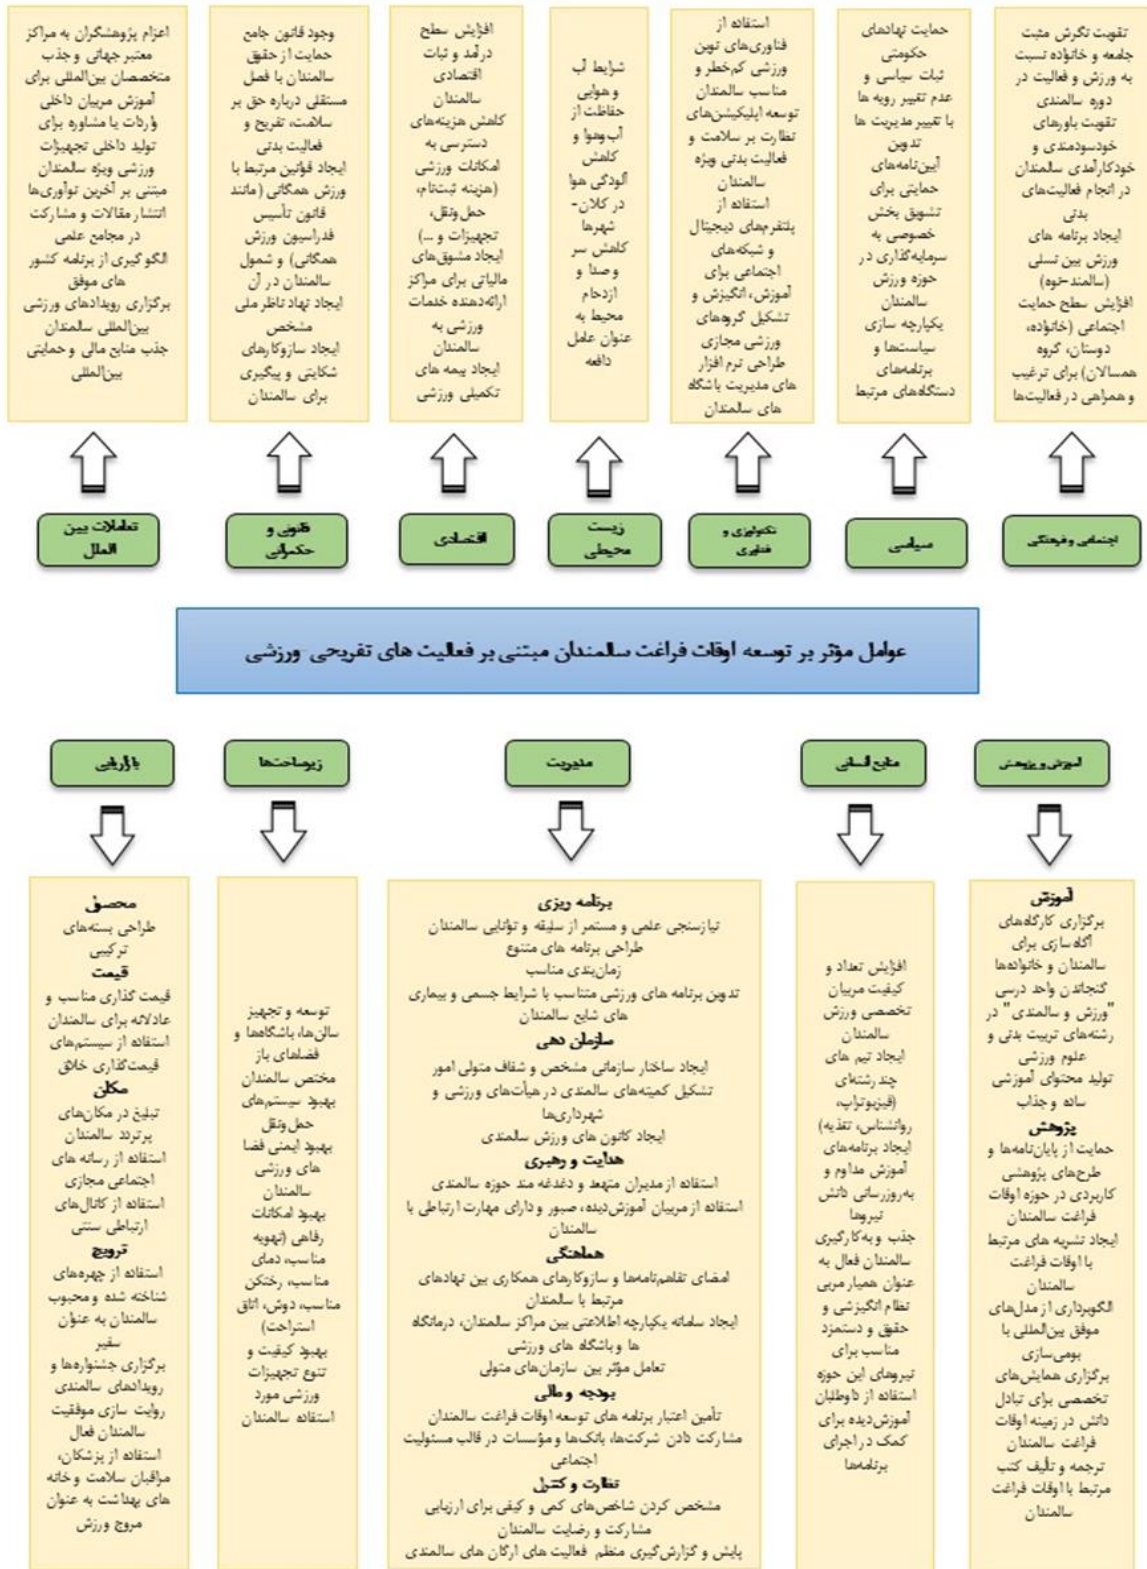 تقویت نگرش مثبت
جامعه و خانواده نسبت
به ورزش و فعالیت در
دوره سالمندی
تقویت باورهای
خودسودمندی و
خودکارآمدی سالمندان
در انجام فعالیت‌های
بدنی
ایجاد برنامه های
ورزش بین نسلی
(سالمند-نوه)
افزایش سطح حمایت
اجتماعی (خانواده،
دوستان، گروه
همسالان) برای ترغیب
و همراهی در فعالیت‌ها
حمایت نهادهای
حکومتی
ثبات سیاسی و
عدم تغییر رویه ها
با تغییر مدیریت ها
تدوین
آیین‌نامه‌های
حمایتی برای
تشویق بخش
خصوصی به
سرمایه‌گذاری در
حوزه ورزش
سالمندان
یکپارچه سازی
سیاست‌ها و
برنامه‌های
دستگاه‌های مرتبط
استفاده از
فناوری‌های نوین
ورزشی کم‌خطر و
مناسب سالمندان
توسعه اپلیکیشن‌های
نظارت بر سلامت و
فعالیت بدنی ویژه
سالمندان
استفاده از
پلتفرم‌های دیجیتال
و شبکه‌های
اجتماعی برای
آموزش، انگیزش و
تشکیل گروه‌های
ورزشی مجازی
طراحی نرم افزار
های مدیریت باشگاه
های سالمندان
شرایط آب
و هوایی
حفاظت از
آب‌وهوا و
کاهش
آلودگی هوا
در کلان-
شهرها
کاهش سر
و صدا و
ازدحام
محیط به
عنوان عامل
دافعه
افزایش سطح
درآمد و ثبات
اقتصادی
سالمندان
کاهش هزینه‌های
دسترسی به
امکانات ورزشی
(هزینه ثبت‌نام،
حمل‌ونقل،
تجهیزات و ...)
ایجاد مشوق‌های
مالیاتی برای مراکز
ارائه‌دهنده خدمات
ورزشی به
سالمندان
ایجاد بیمه های
تکمیلی ورزشی
وجود قانون جامع
حمایت از حقوق
سالمندان با فصل
مستقلی درباره حق بر
سلامت، تفریح و
فعالیت بدنی
ایجاد قوانین مرتبط با
ورزش همگانی (مانند
قانون تأسیس
فدراسیون ورزش
همگانی) و شمول
سالمندان در آن
ایجاد نهاد ناظر ملی
مشخص
ایجاد سازوکارهای
شکایتی و پیگیری
برای سالمندان
اعزام پژوهشگران به مراکز
معتبر جهانی و جذب
متخصصان بین‌المللی برای
آموزش مربیان داخلی
واردات یا مشاوره برای
تولید داخلی تجهیزات
ورزشی ویژه سالمندان
مبتنی بر آخرین نوآوری‌ها
انتشار مقالات و مشارکت
در مجامع علمی
الگو گیری از برنامه کشور
های موفق
برگزاری رویدادهای ورزشی
بین‌المللی سالمندان
جذب منابع مالی و حمایتی
بین‌المللی
اجتماعی و فرهنگی
سیاسی
تکنولوژی و
فناوری
زیست
محیطی
اقتصادی
قانونی و
حکمرانی
تعاملات بین
الملل
عوامل مؤثر بر توسعه اوقات فراغت سالمندان مبتنی بر فعالیت های تفریحی ورزشی
آموزش و پژوهش
منابع انسانی
مدیریت
زیرساخت‌ها
بازاریابی
آموزش
برگزاری کارگاه‌های
آگاه‌سازی برای
سالمندان و خانواده‌ها
گنجاندن واحد درسی
"ورزش و سالمندی" در
رشته‌های تربیت بدنی و
علوم ورزشی
تولید محتوای آموزشی
ساده و جذاب
پژوهش
حمایت از پایان‌نامه‌ها و
طرح‌های پژوهشی
کاربردی در حوزه اوقات
فراغت سالمندان
ایجاد نشریه های مرتبط
با اوقات فراغت
سالمندان
الگوبرداری از مدل‌های
موفق بین‌المللی با
بومی‌سازی
برگزاری همایش‌های
تخصصی برای تبادل
دانش در زمینه اوقات
فراغت سالمندان
ترجمه و تألیف کتب
مرتبط با اوقات فراغت
سالمندان
افزایش تعداد و
کیفیت مربیان
تخصصی ورزش
سالمندان
ایجاد تیم های
چندرشته‌ای
(فیزیوتراپ،
روانشناس، تغذیه)
ایجاد برنامه‌های
آموزش مداوم و
به‌روزرسانی دانش
نیروها
جذب و به‌کارگیری
سالمندان فعال به
عنوان همیار مربی
نظام انگیزشی و
حقوق و دستمزد
مناسب برای
نیروهای این حوزه
استفاده از داوطلبان
آموزش‌دیده برای
کمک در اجرای
برنامه‌ها
برنامه ریزی
نیازسنجی علمی و مستمر از سلیقه و توانایی سالمندان
طراحی برنامه های متنوع
زمان‌بندی مناسب
تدوین برنامه های ورزشی متناسب با شرایط جسمی و بیماری
های شایع سالمندان
سازمان دهی
ایجاد ساختار سازمانی مشخص و شفاف متولی امور
تشکیل کمیته‌های سالمندی در هیأت‌های ورزشی و
شهرداری‌ها
ایجاد کانون های ورزش سالمندی
هدایت و رهبری
استفاده از مدیران متعهد و دغدغه مند حوزه سالمندی
استفاده از مربیان آموزش‌دیده، صبور و دارای مهارت ارتباطی با
سالمندان
هماهنگی
امضای تفاهم‌نامه‌ها و سازوکارهای همکاری بین نهادهای
مرتبط با سالمندان
ایجاد سامانه یکپارچه اطلاعتی بین مراکز سالمندان، درمانگاه
ها و باشگاه های ورزشی
تعامل مؤثر بین سازمان‌های متولی
بودجه و مالی
تأمین اعتبار برنامه های توسعه اوقات فراغت سالمندان
مشارکت دادن شرکت‌ها، بانک‌ها و مؤسسات در قالب مسئولیت
اجتماعی
نظارت و کنترل
مشخص کردن شاخص‌های کمی و کیفی برای ارزیابی
مشارکت و رضایت سالمندان
پایش و گزارش‌گیری منظم فعالیت های ارگان های سالمندی
توسعه و تجهیز
سالن‌ها، باشگاه‌ها و
فضاهای باز
مختص سالمندان
بهبود سیستم‌های
حمل‌ونقل
بهبود ایمنی فضا
های ورزشی
سالمندان
بهبود امکانات
رفاهی (تهویه
مناسب، دمای
مناسب، رختکن
مناسب، دوش، اتاق
استراحت)
بهبود کیفیت و
تنوع تجهیزات
ورزشی مورد
استفاده سالمندان
محصول
طراحی بسته‌های
ترکیبی
قیمت
قیمت گذاری مناسب و
عادلانه برای سالمندان
استفاده از سیستم‌های
قیمت‌گذاری خلاق
مکان
تبلیغ در مکان‌های
پرتردد سالمندان
استفاده از رسانه های
اجتماعی مجازی
استفاده از کانال‌های
ارتباطی سنتی
ترویج
استفاده از چهره‌های
شناخته شده و محبوب
سالمندان به عنوان
سفیر
برگزاری جشنواره‌ها و
رویدادهای سالمندی
روایت سازی موفقیت
سالمندان فعال
استفاده از پزشکان،
مراقبان سلامت و خانه
های بهداشت به عنوان
مروج ورزش